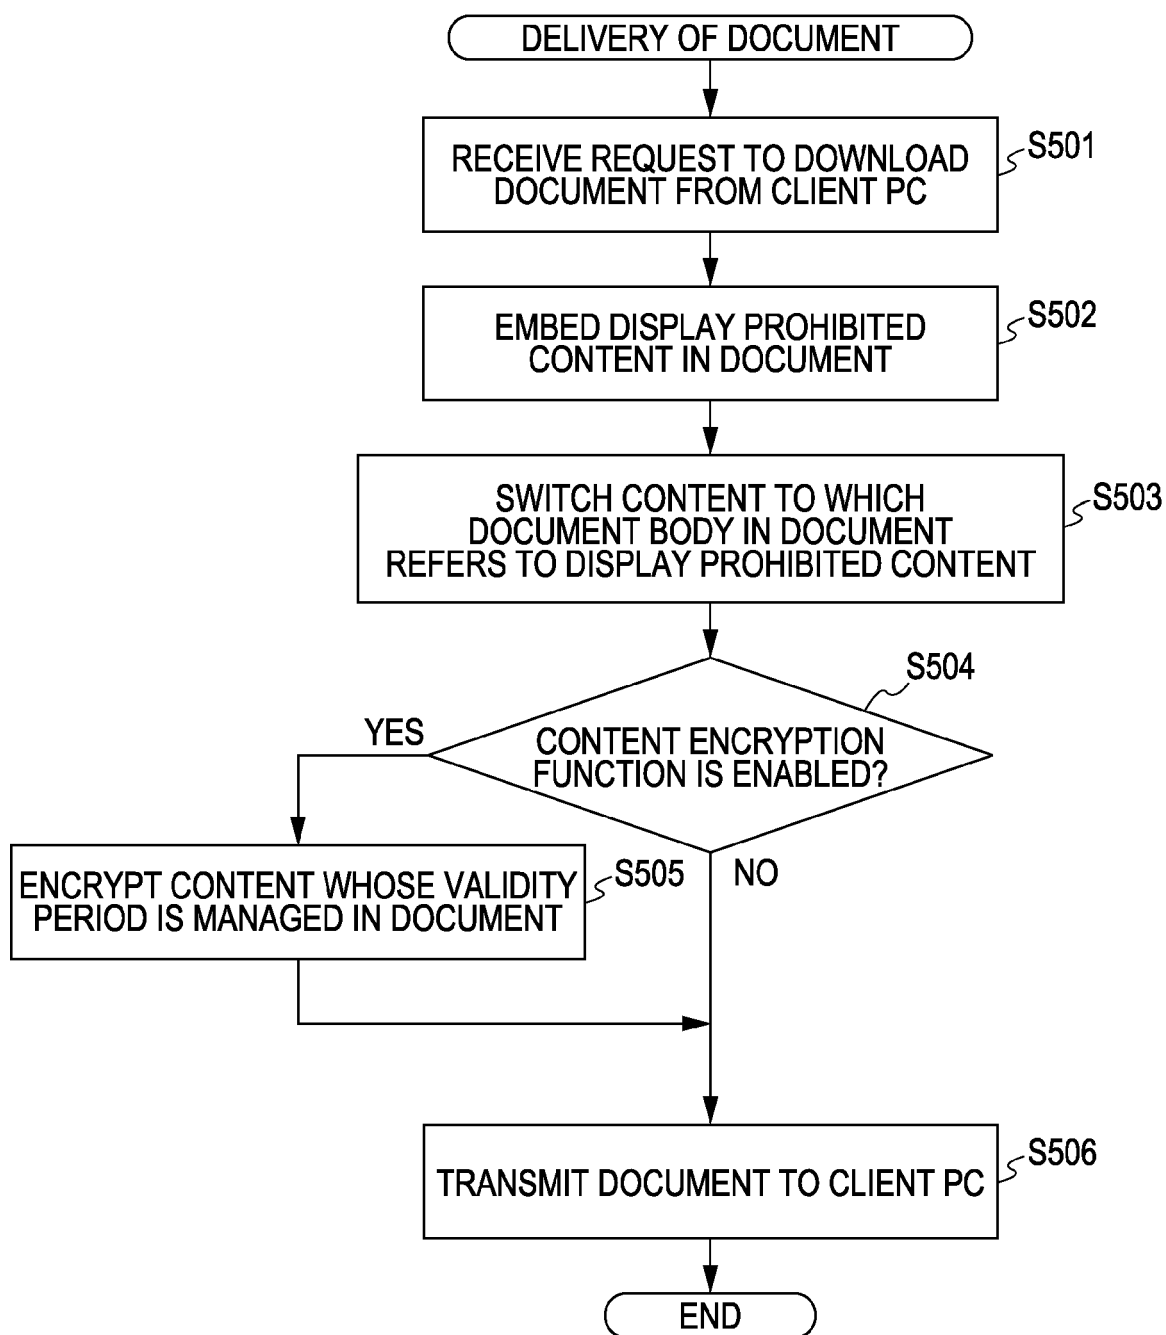 DELIVERY OF DOCUMENT
RECEIVE REQUEST TO DOWNLOAD
DOCUMENT FROM CLIENT PC
S501
EMBED DISPLAY PROHIBITED
CONTENT IN DOCUMENT
S502
SWITCH CONTENT TO WHICH
DOCUMENT BODY IN DOCUMENT
REFERS TO DISPLAY PROHIBITED CONTENT
S503
S504
YES
CONTENT ENCRYPTION
FUNCTION IS ENABLED?
NO
ENCRYPT CONTENT WHOSE VALIDITY
PERIOD IS MANAGED IN DOCUMENT
S505
TRANSMIT DOCUMENT TO CLIENT PC
S506
END